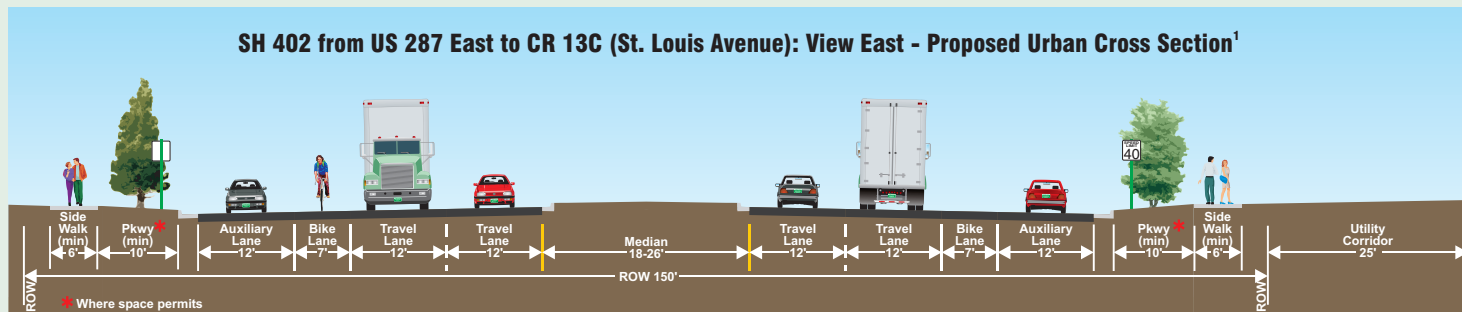 SH 402 from US 287 East to CR 13C (St. Louis Avenue): View East - Proposed Urban Cross Section¹
40
Side
Walk
(min)
6'
Pkwy*
(min)
10'
Auxiliary
Lane
12'
Bike
Lane
7'
Travel
Lane
12'
Travel
Lane
12'
Median
18-26'
Travel
Lane
12'
Travel
Lane
12'
Bike
Lane
7'
Auxiliary
Lane
12'
Pkwy*
(min)
10'
Side
Walk
(min)
6'
Utility
Corridor
25'
ROW
ROW 150'
ROW
* Where space permits